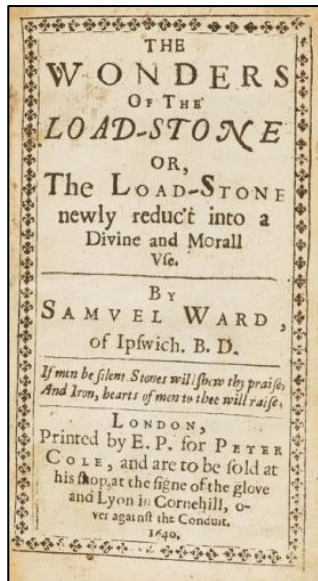 THE
WONDERS
OF THE
LOAD-STONE
OR,
The LOAD-STONE
newly reduc't into a
Divine and Morall
Vse.
By
SAMVEL WARD,
of Ipſwich. B. D.
If men be ſilent Stones will ſhew thy praiſe,
And Iron, hearts of men to thee will raiſe,
LONDON,
Printed by E. P. for PETER
COLE, and are to be ſold at
his ſhop, at the ſigne of the glove
and Lyon in Cornehill, o-
ver againſt the Conduit.
1640.